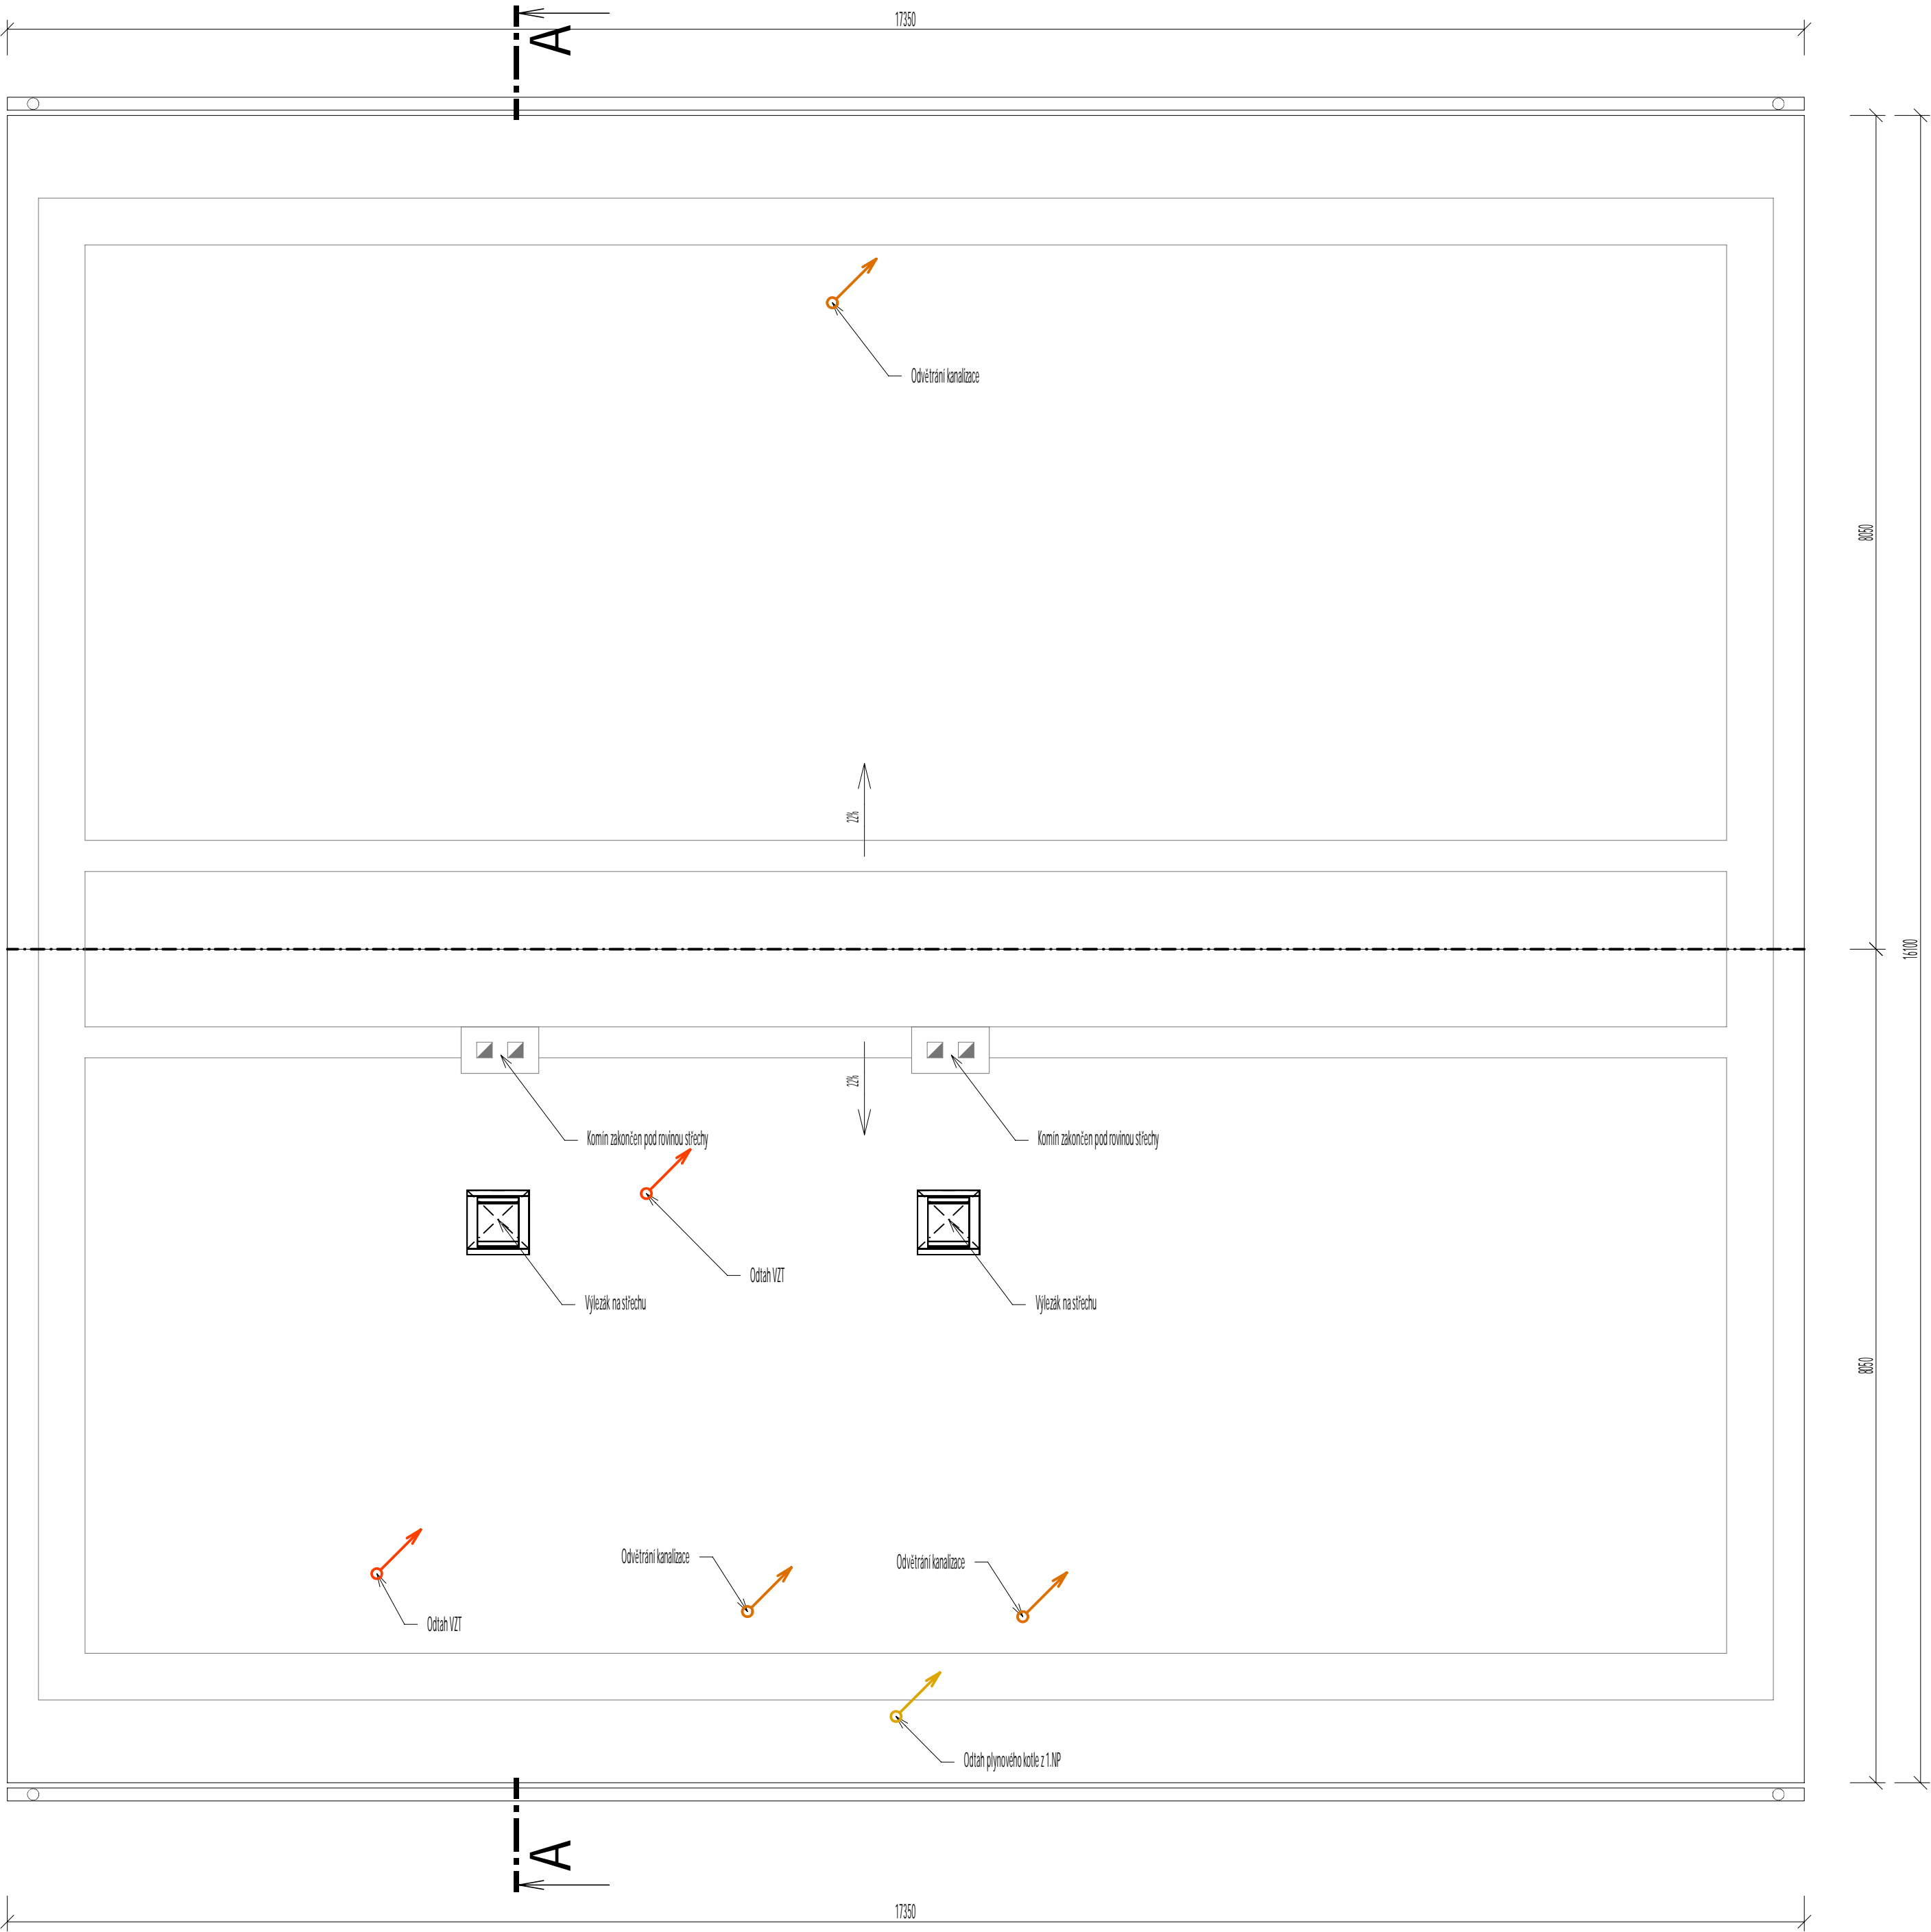 17350
A
Odvětrání kanalizace
8050
22%
16100
22%
Komín zakončen pod rovinou střechy
Komín zakončen pod rovinou střechy
Odtah VZT
Výlezák na střechu
Výlezák na střechu
8050
Odvětrání kanalizace
Odvětrání kanalizace
Odtah VZT
Odtah plynového kotle z 1.NP
A
17350